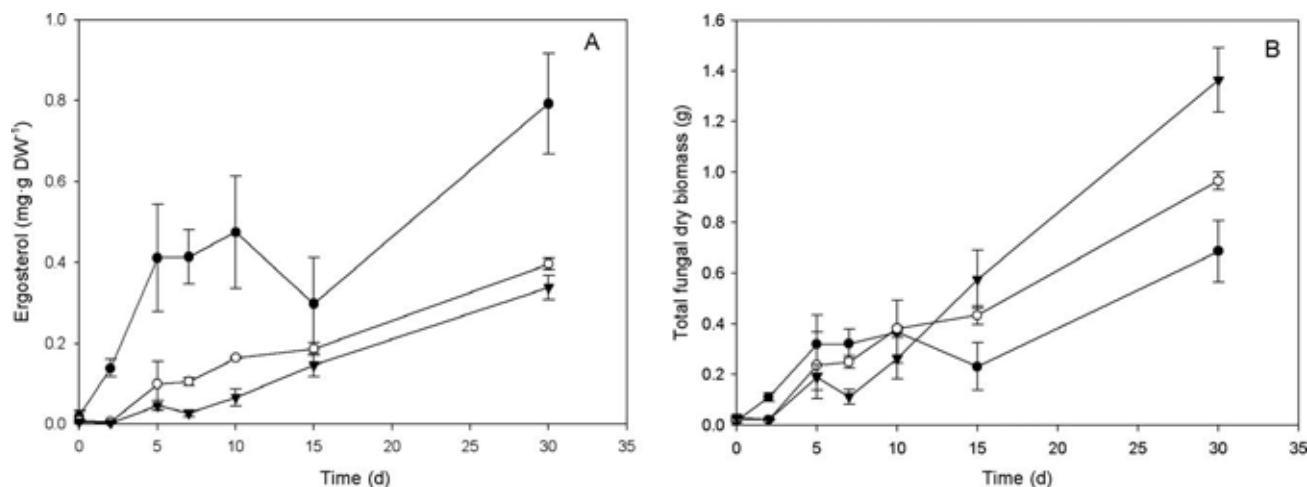 A
Ergosterol (mg·g DW⁻¹)
1.0
0.8
0.6
0.4
0.2
0.0
0 5 10 15 20 25 30 35
Time (d)
B
Total fungal dry biomass (g)
1.6
1.4
1.2
1.0
0.8
0.6
0.4
0.2
0.0
0 5 10 15 20 25 30 35
Time (d)